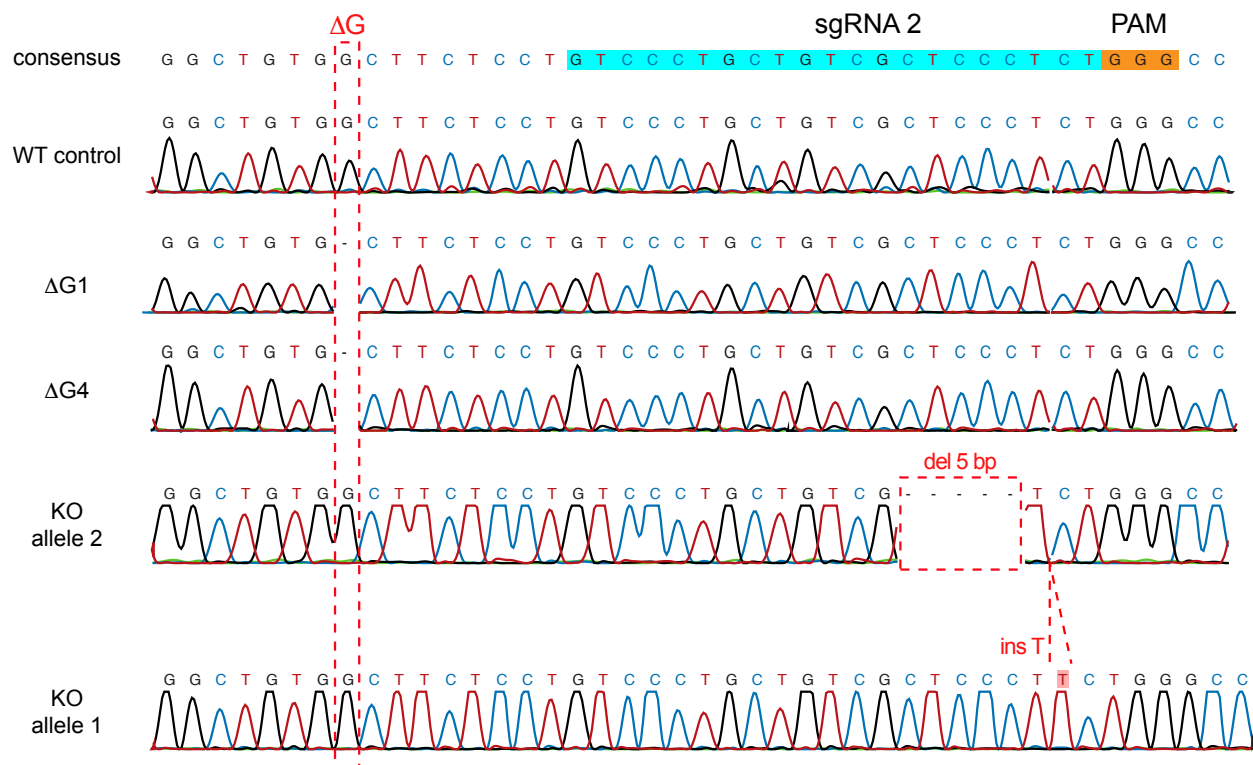 ΔG
sgRNA 2 PAM
consensus G G C T G T G G C T T C T C C T G T C C C T G C T G T C G C T C C C T C T G G G C C
G G C T G T G G C T T C T C C T G T C C C T G C T G T C G C T C C C T C T G G G C C
WT control
G G C T G T G - C T T C T C C T G T C C C T G C T G T C G C T C C C T C T G G G C C
ΔG1
G G C T G T G - C T T C T C C T G T C C C T G C T G T C G C T C C C T C T G G G C C
ΔG4
del 5 bp
G G C T G T G G C T T C T C C T G T C C C T G C T G T C G - - - - - T C T G G G C C
KO
allele 2
ins T
G G C T G T G G C T T C T C C T G T C C C T G C T G T C G C T C C C T T C T G G G C C
KO
allele 1